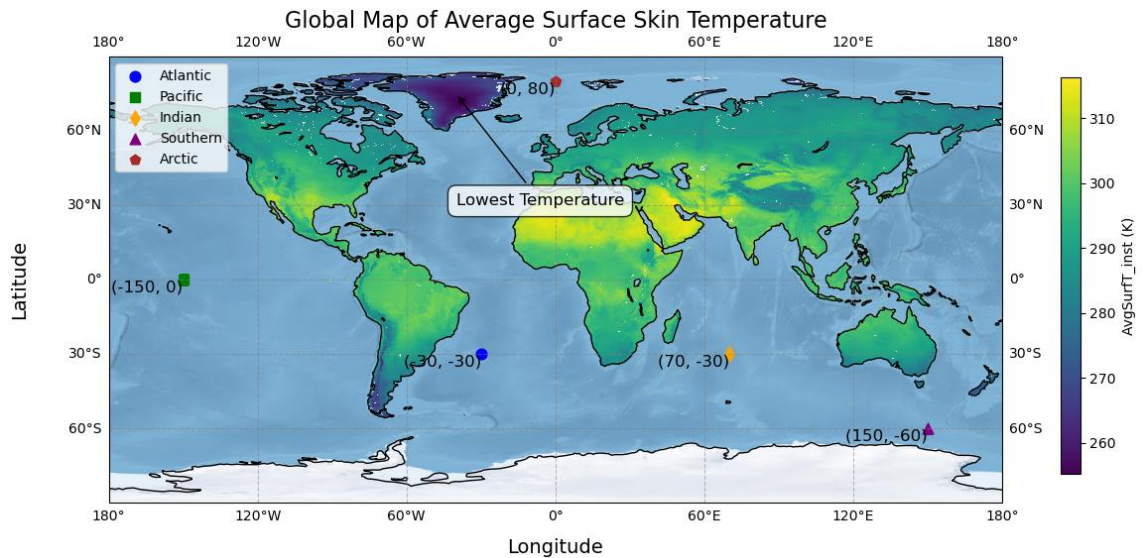 Global Map of Average Surface Skin Temperature
180° 120°W 60°W 0° 60°E 120°E 180°
Atlantic
Pacific
Indian
Southern
Arctic
(0, 80)
Lowest Temperature
(-150, 0)
(-30, -30)
(70, -30)
(150, -60)
60°N 60°N
30°N 30°N
0° 0°
30°S 30°S
60°S 60°S
180° 120°W 60°W 0° 60°E 120°E 180°
Longitude
Latitude
310
300
290
280
270
260
AvgSurfT_inst (K)